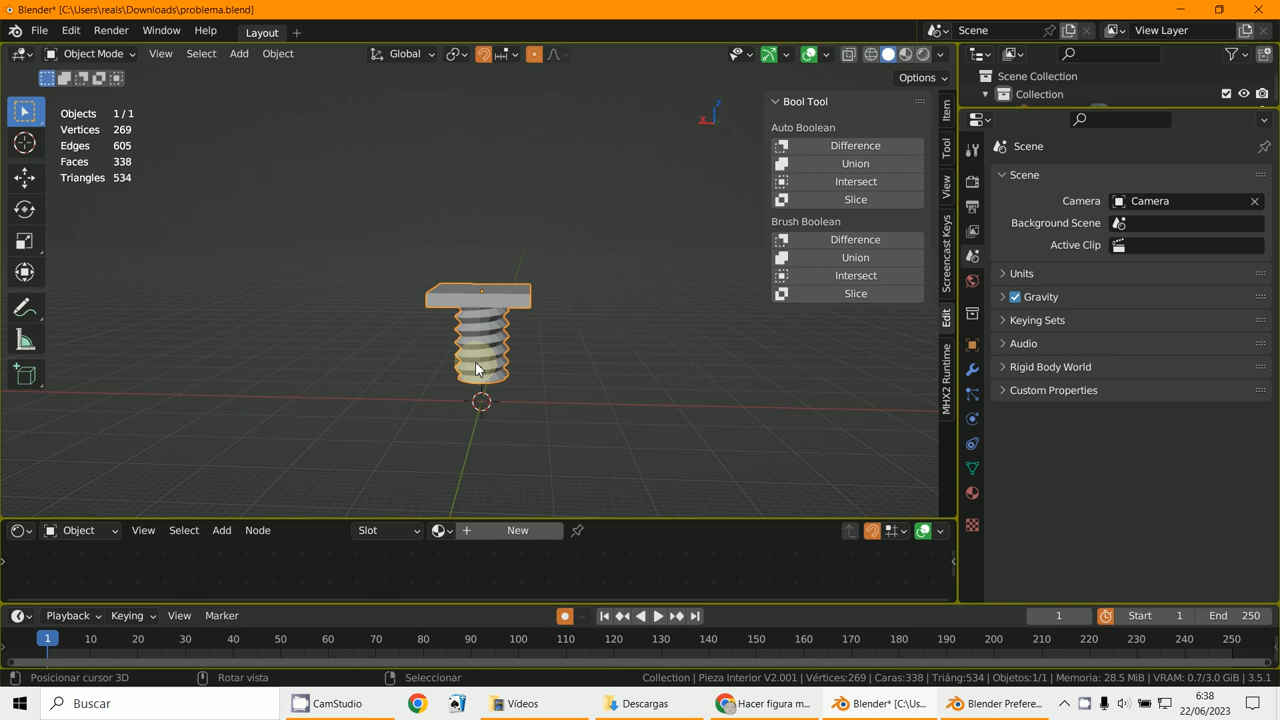 Blender* [C:\Users\reals\Downloads\problema.blend]
File Edit Render Window Help Layout Scene View Layer
Object Mode View Select Add Object Global
Options
Scene Collection
Collection
Objects 1 / 1
Vertices 269
Edges 605
Faces 338
Triangles 534
X
Z
Bool Tool
Auto Boolean
Difference
Union
Intersect
Slice
Brush Boolean
Difference
Union
Intersect
Slice
Item
Tool
View
Screencast Keys
Edit
MHX2 Runtime
Scene
Scene
Camera Camera
Background Scene
Active Clip
Units
Gravity
Keying Sets
Audio
Rigid Body World
Custom Properties
Object View Select Add Node Slot New
Playback Keying View Marker 1 Start 1 End 250
1 10 20 30 40 50 60 70 80 90 100 110 120 130 140 150 160 170 180 190 200 210 220 230 240 250
Posicionar cursor 3D Rotar vista Seleccionar Collection | Pieza Interior V2.001 | Vértices:269 | Caras:338 | Triáng:534 | Objetos:1/1 | Memoria: 28.5 MiB | VRAM: 0.7/3.0 GiB | 3.5.1
Buscar CamStudio Vídeos Descargas Hacer figura m... Blender* [C:\Us... Blender Prefere... 6:38
22/06/2023